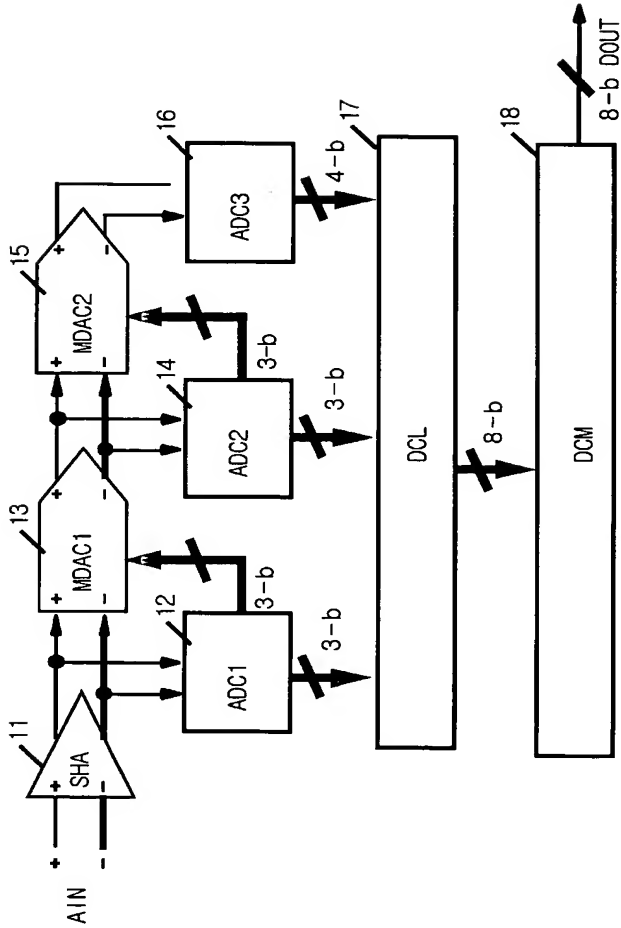 11
13
15
AIN
+
-
+
-
SHA
+
-
MDAC1
+
-
+
-
MDAC2
+
-
12
14
16
ADC1
3-b
ADC2
3-b
ADC3
3-b
3-b
4-b
17
DCL
8-b
18
DCM
8-b DOUT